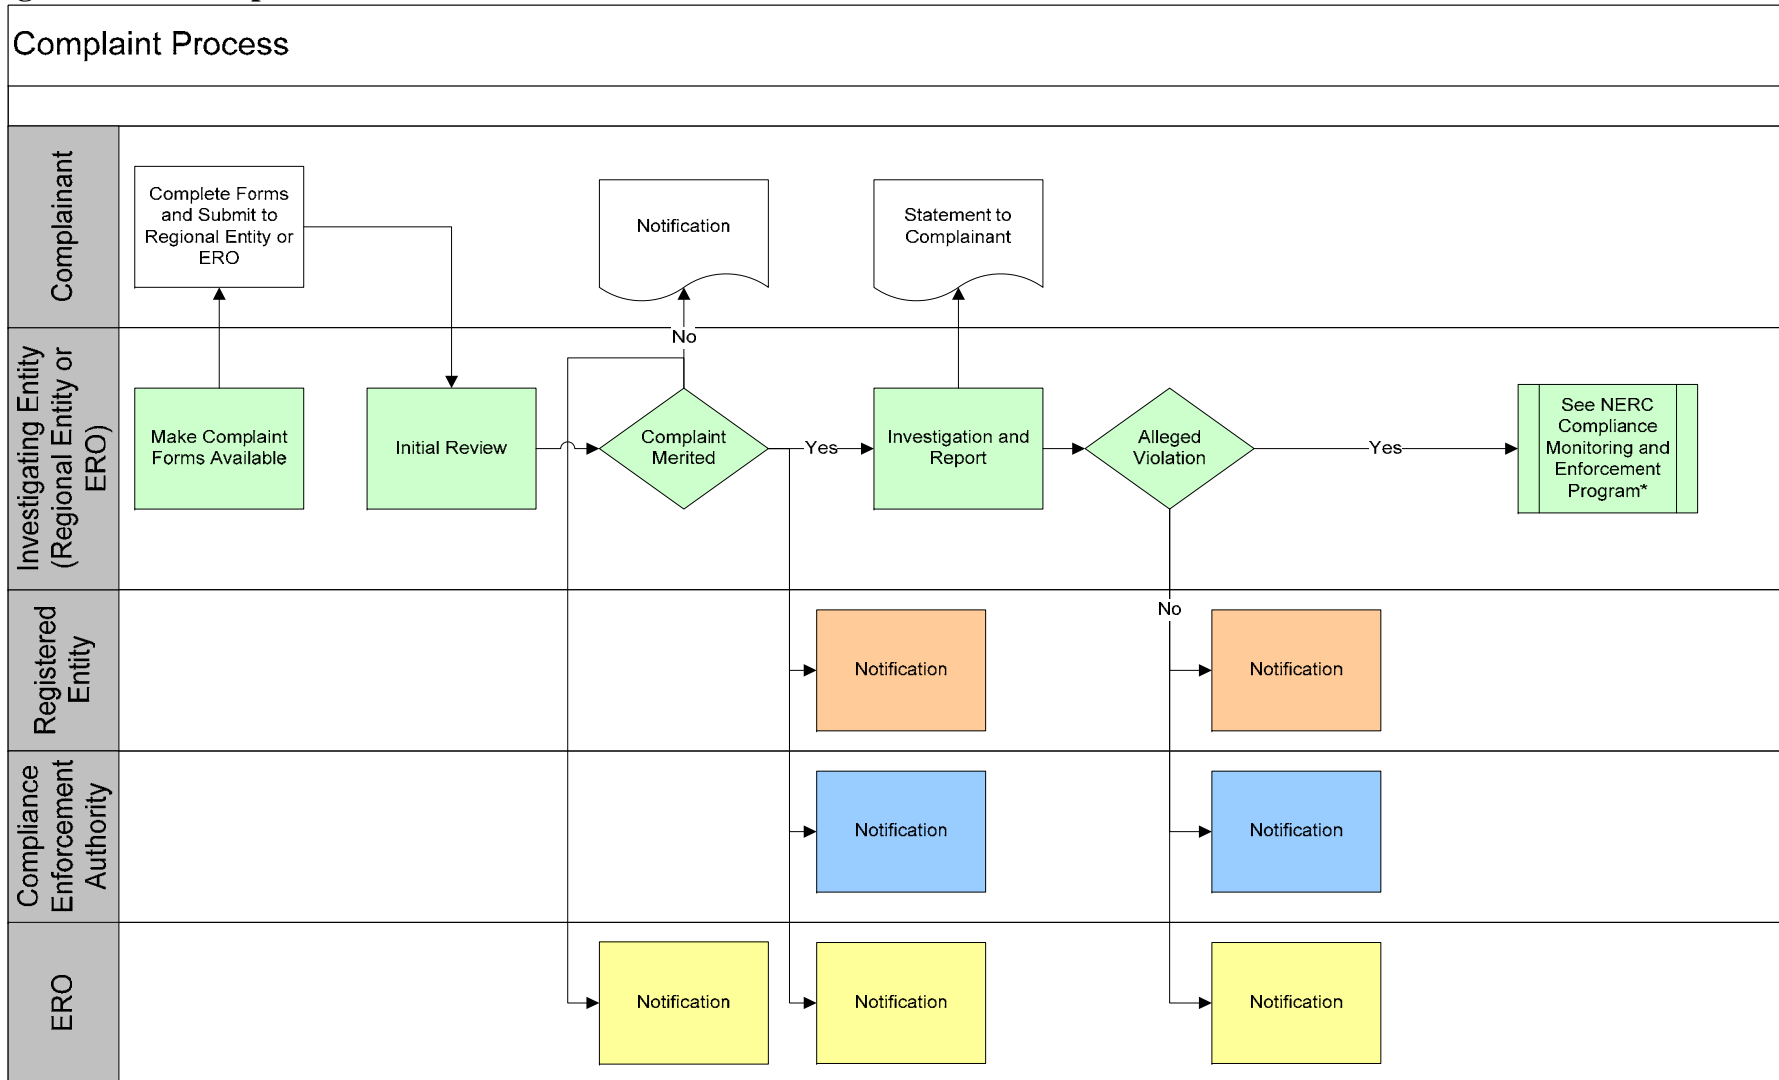 Complaint Process
Complainant
Complete Forms
and Submit to
Regional Entity or
ERO
Notification
Statement to
Complainant
No
Investigating Entity
(Regional Entity or
ERO)
Make Complaint
Forms Available
Initial Review
Complaint
Merited
Yes
Investigation and
Report
Alleged
Violation
Yes
See NERC
Compliance
Monitoring and
Enforcement
Program*
No
Registered
Entity
Notification
Notification
Compliance
Enforcement
Authority
Notification
Notification
ERO
Notification
Notification
Notification